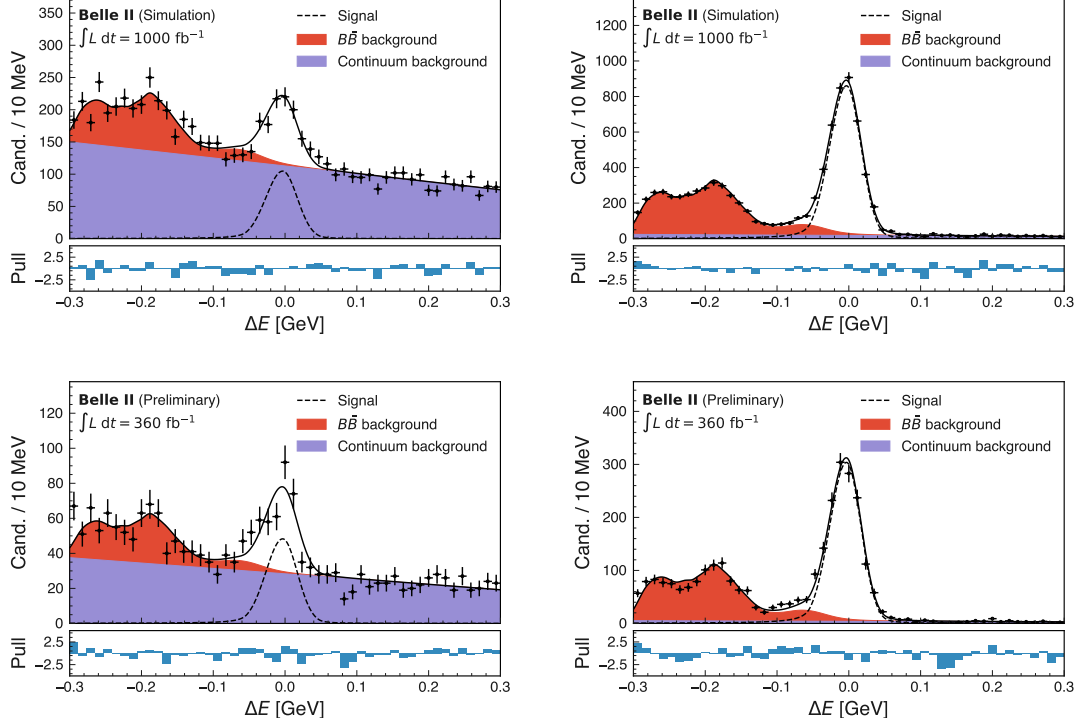 Belle II (Simulation)
∫L dt = 1000 fb⁻¹
Signal
BB̄ background
Continuum background
Cand. / 10 MeV
350
300
250
200
150
100
50
0
Pull
2.5
−2.5
−0.3 −0.2 −0.1 0.0 0.1 0.2 0.3
ΔE [GeV]
Belle II (Simulation)
∫L dt = 1000 fb⁻¹
Signal
BB̄ background
Continuum background
Cand. / 10 MeV
1200
1000
800
600
400
200
0
Pull
2.5
−2.5
−0.3 −0.2 −0.1 0.0 0.1 0.2 0.3
ΔE [GeV]
Belle II (Preliminary)
∫L dt = 360 fb⁻¹
Signal
BB̄ background
Continuum background
Cand. / 10 MeV
120
100
80
60
40
20
0
Pull
2.5
−2.5
−0.3 −0.2 −0.1 0.0 0.1 0.2 0.3
ΔE [GeV]
Belle II (Preliminary)
∫L dt = 360 fb⁻¹
Signal
BB̄ background
Continuum background
Cand. / 10 MeV
400
300
200
100
0
Pull
2.5
−2.5
−0.3 −0.2 −0.1 0.0 0.1 0.2 0.3
ΔE [GeV]